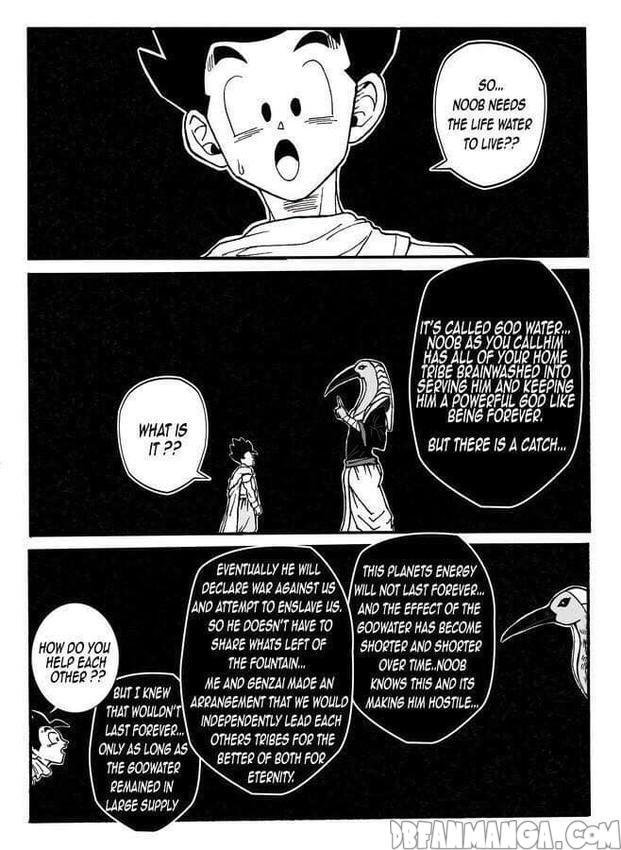 SO...
NOOB NEEDS
THE LIFE WATER
TO LIVE??
IT'S CALLED GOD WATER...
NOOB AS YOU CALLHIM
HAS ALL OF YOUR HOME
TRIBE BRAINWASHED INTO
SERVING HIM AND KEEPING
HIM A POWERFUL GOD LIKE
BEING FOREVER.
BUT THERE IS A CATCH...
WHAT IS
IT ??
THIS PLANETS ENERGY
WILL NOT LAST FOREVER...
AND THE EFFECT OF THE
GODWATER HAS BECOME
SHORTER AND SHORTER
OVER TIME..NOOB
KNOWS THIS AND ITS
MAKING HIM HOSTILE...
EVENTUALLY HE WILL
DECLARE WAR AGAINST US
AND ATTEMPT TO ENSLAVE US.
SO HE DOESN'T HAVE TO
SHARE WHATS LEFT OF
THE FOUNTAIN...
ME AND GENZAI MADE AN
ARRANGEMENT THAT WE WOULD
INDEPENDENTLY LEAD EACH
OTHERS TRIBES FOR THE
BETTER OF BOTH FOR
ETERNITY.
BUT I KNEW
THAT WOULDN'T
LAST FOREVER...
ONLY AS LONG AS
THE GODWATER
REMAINED IN
LARGE SUPPLY
HOW DO YOU
HELP EACH
OTHER ??
DBFANMANGA.COM